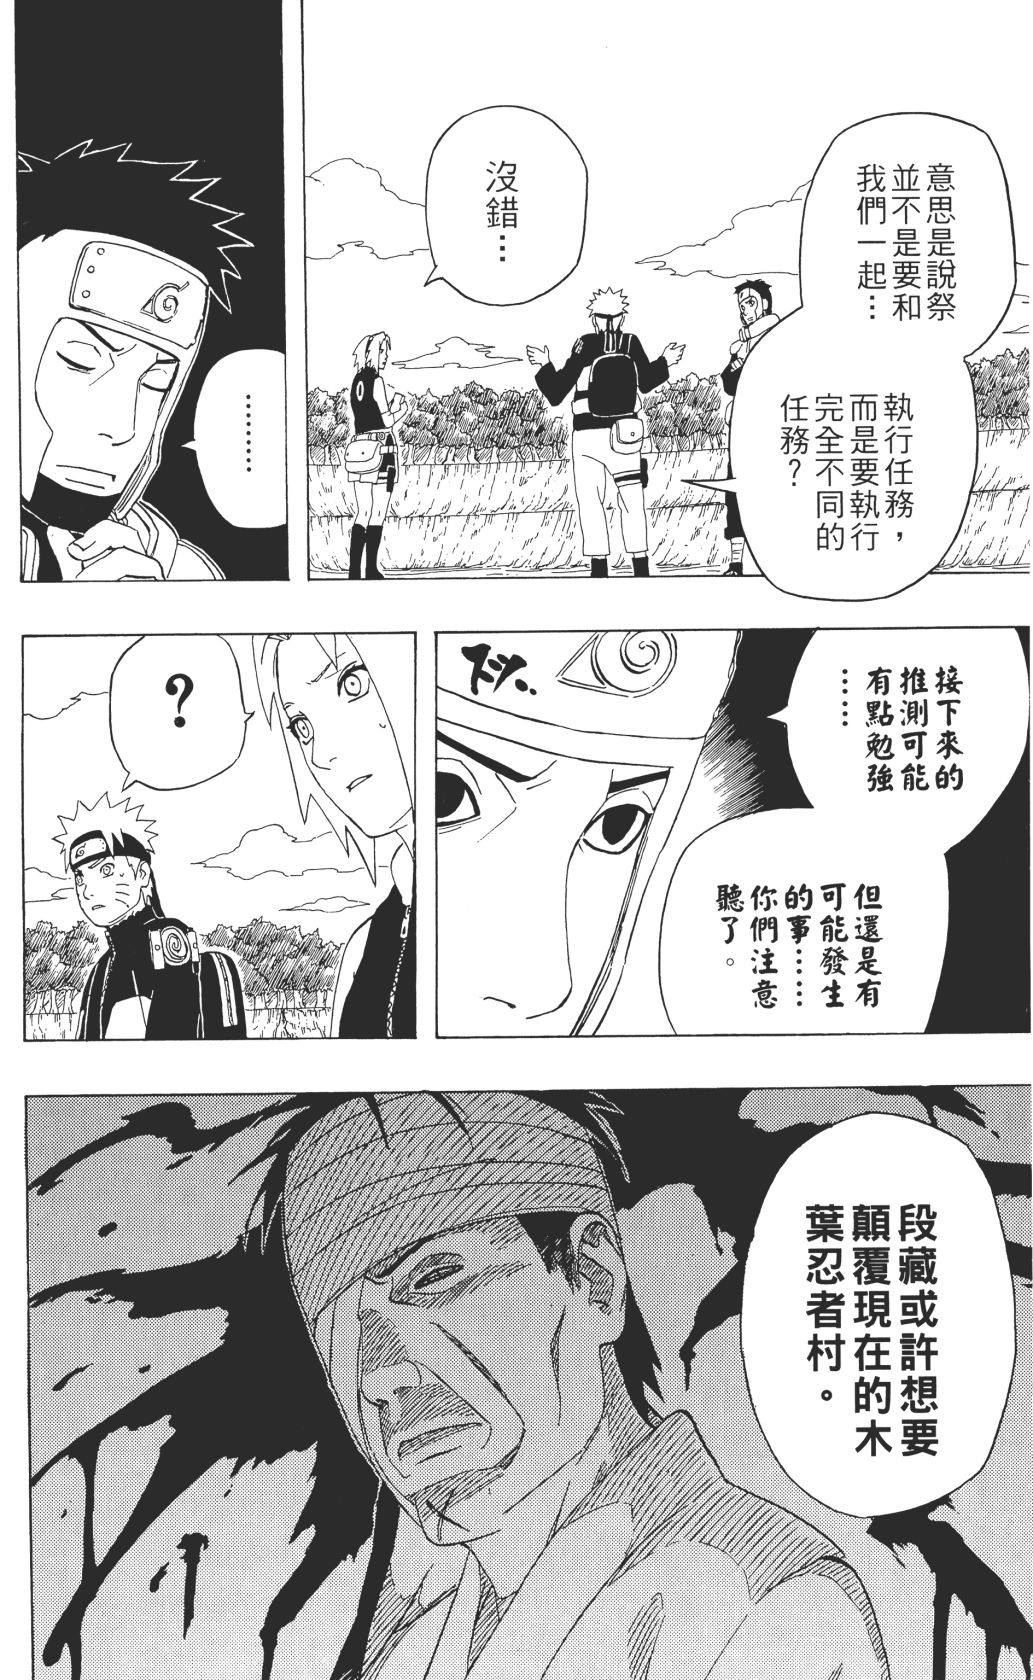 意思是說祭
並不是要和
我們一起…
執行任務，
而是要執行
完全不同的
任務？
沒錯…
………
接下來的
推測可能
有點勉強
……
但還是有
可能發生
的事……
你們注意
聽了。
？
段藏或許想要
顛覆現在的木
葉忍者村。